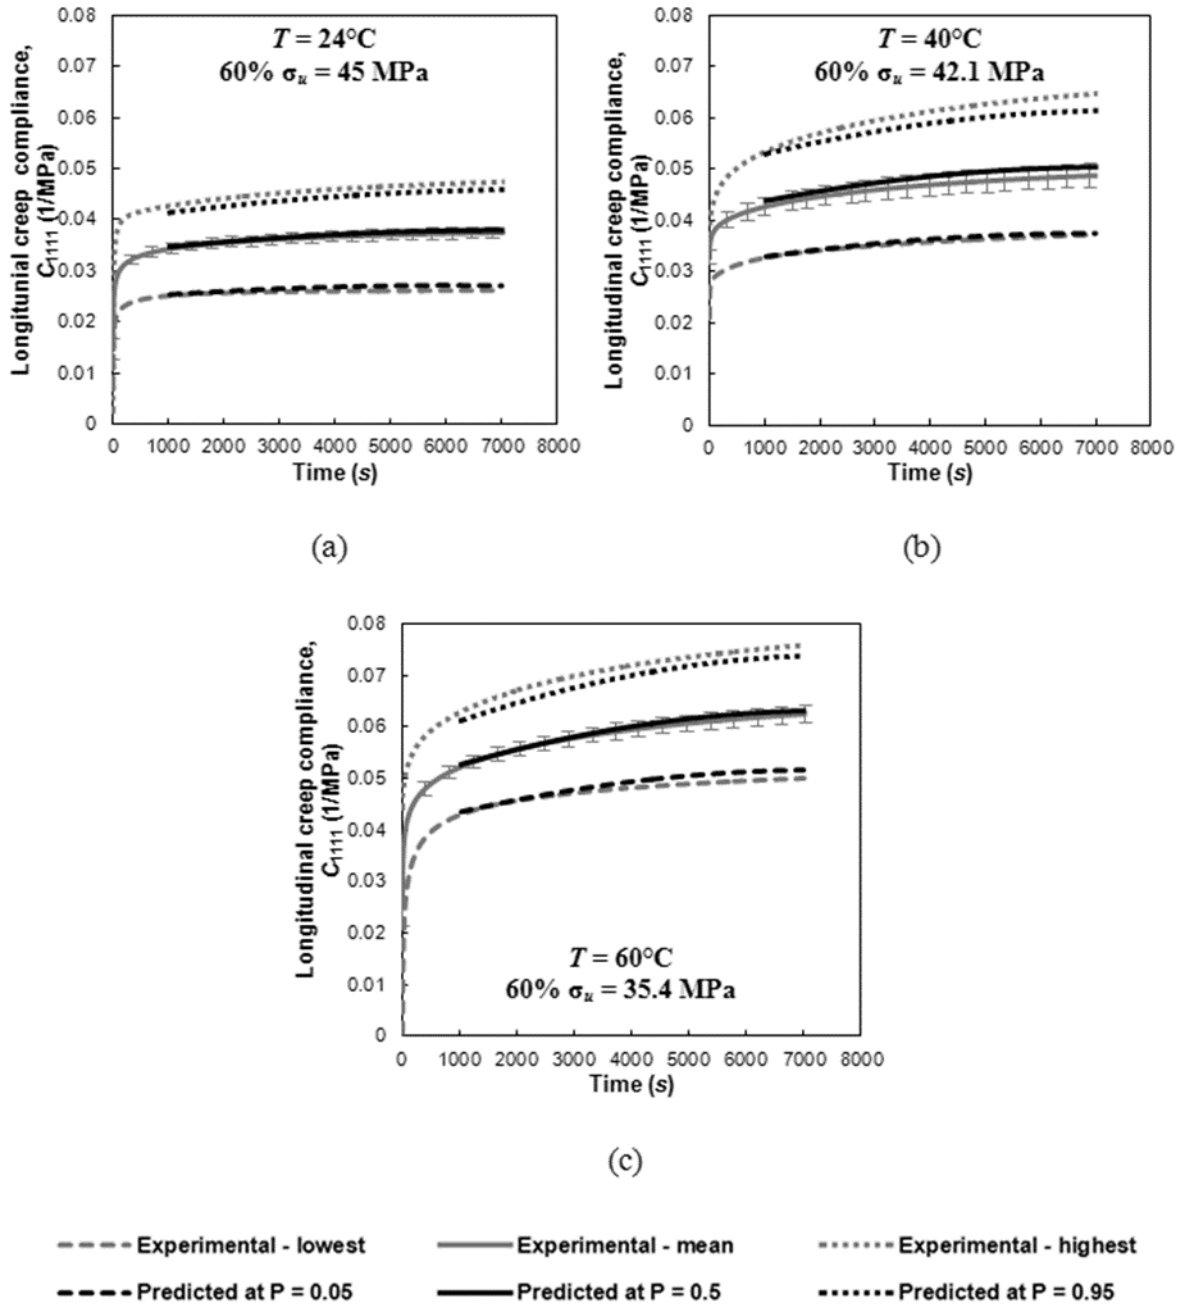 Longitunial creep compliance,
C1111 (1/MPa)
0.08
0.07
0.06
0.05
0.04
0.03
0.02
0.01
0
T = 24°C
60% σu = 45 MPa
0 1000 2000 3000 4000 5000 6000 7000 8000
Time (s)
(a)
Longitudinal creep compliance,
C1111 (1/MPa)
0.08
0.07
0.06
0.05
0.04
0.03
0.02
0.01
0
T = 40°C
60% σu = 42.1 MPa
0 1000 2000 3000 4000 5000 6000 7000 8000
Time (s)
(b)
Longitudinal creep compliance,
C1111 (1/MPa)
0.08
0.07
0.06
0.05
0.04
0.03
0.02
0.01
0
T = 60°C
60% σu = 35.4 MPa
0 1000 2000 3000 4000 5000 6000 7000 8000
Time (s)
(c)
Experimental - lowest
Experimental - mean
Experimental - highest
Predicted at P = 0.05
Predicted at P = 0.5
Predicted at P = 0.95